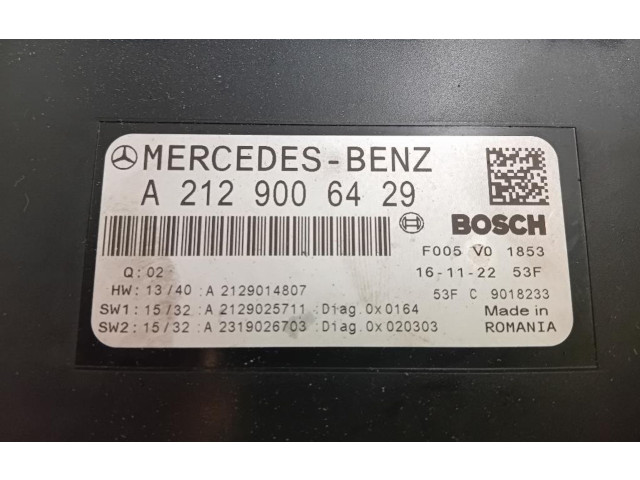 MERCEDES-BENZ
A 212 900 64 29
BOSCH
F005 V0 1853
Q: 02
16-11-22 53F
HW: 13/40 :A 2129014807
53F C 9018233
SW1: 15/32 :A 2129025711 :Diag.0x0164
Made in
SW2: 15/32 :A 2319026703 :Diag.0x020303
ROMANIA